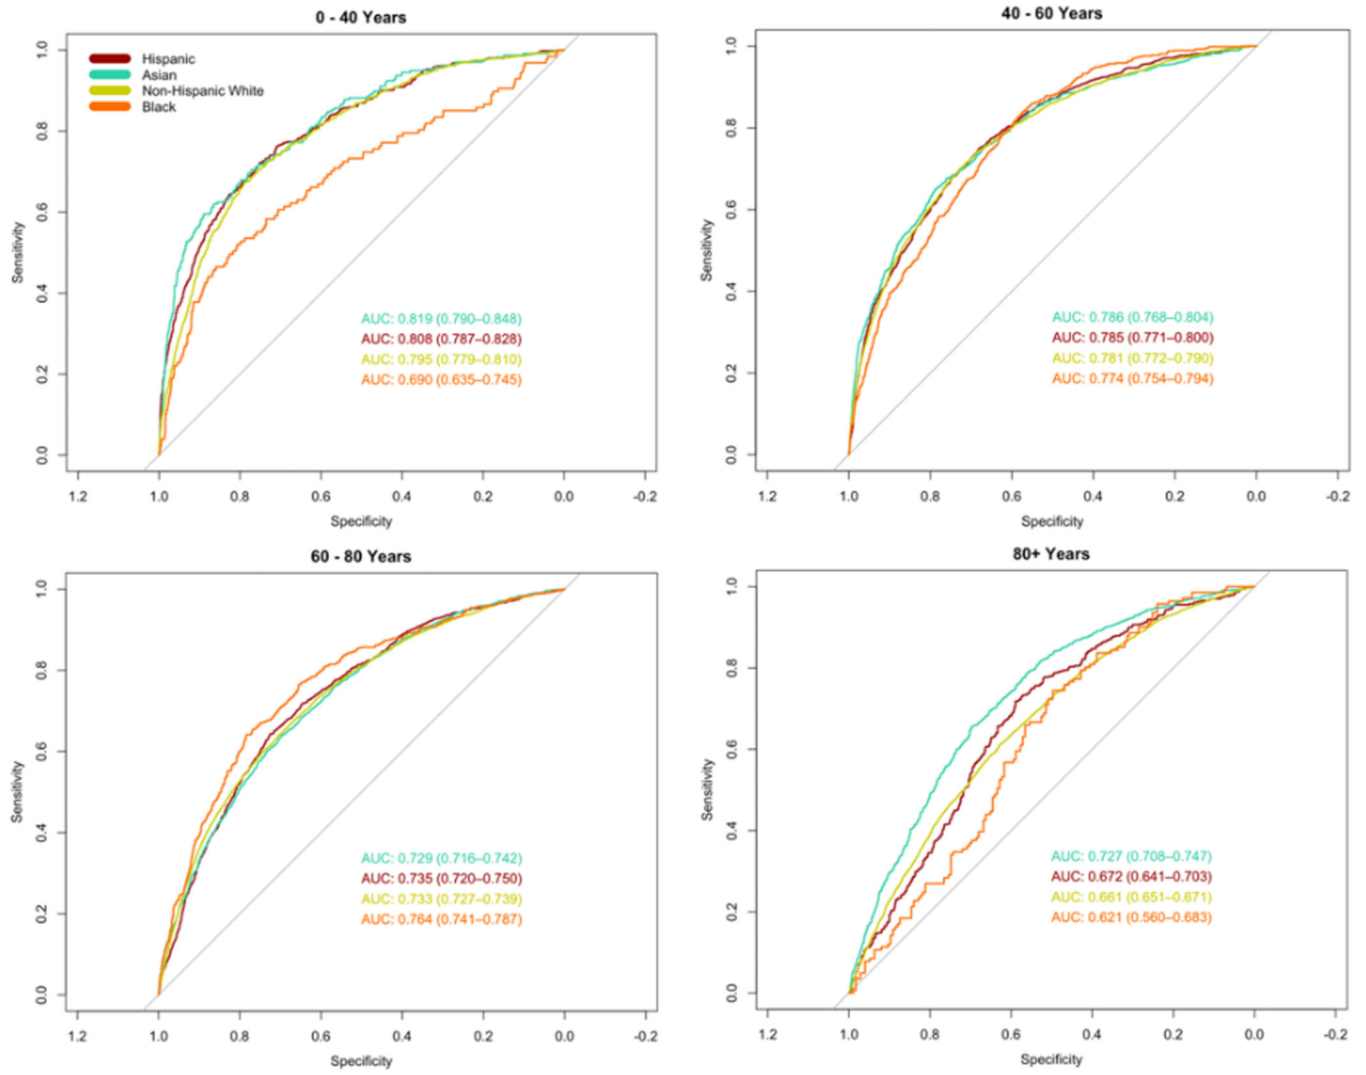 0 - 40 Years
Hispanic
Asian
Non-Hispanic White
Black
1.0
0.8
0.6
0.4
0.2
0.0
Sensitivity
AUC: 0.819 (0.790–0.848)
AUC: 0.808 (0.787–0.828)
AUC: 0.795 (0.779–0.810)
AUC: 0.690 (0.635–0.745)
1.2 1.0 0.8 0.6 0.4 0.2 0.0 -0.2
Specificity
40 - 60 Years
1.0
0.8
0.6
0.4
0.2
0.0
Sensitivity
AUC: 0.786 (0.768–0.804)
AUC: 0.785 (0.771–0.800)
AUC: 0.781 (0.772–0.790)
AUC: 0.774 (0.754–0.794)
1.2 1.0 0.8 0.6 0.4 0.2 0.0 -0.2
Specificity
60 - 80 Years
1.0
0.8
0.6
0.4
0.2
0.0
Sensitivity
AUC: 0.729 (0.716–0.742)
AUC: 0.735 (0.720–0.750)
AUC: 0.733 (0.727–0.739)
AUC: 0.764 (0.741–0.787)
1.2 1.0 0.8 0.6 0.4 0.2 0.0 -0.2
Specificity
80+ Years
1.0
0.8
0.6
0.4
0.2
0.0
Sensitivity
AUC: 0.727 (0.708–0.747)
AUC: 0.672 (0.641–0.703)
AUC: 0.661 (0.651–0.671)
AUC: 0.621 (0.560–0.683)
1.2 1.0 0.8 0.6 0.4 0.2 0.0 -0.2
Specificity